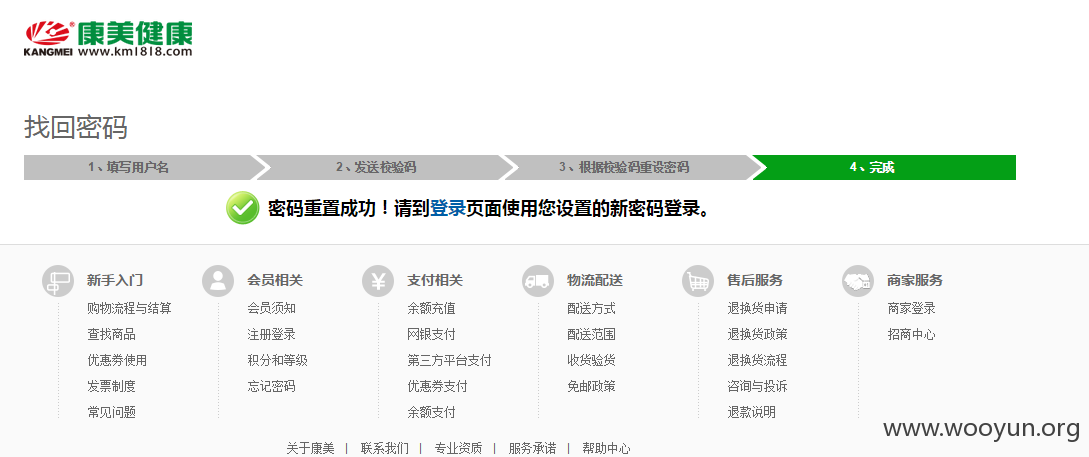 康美健康
KANGMEI www.km1818.com
找回密码
1、填写用户名 2、发送校验码 3、根据校验码重设密码 4、完成
密码重置成功！请到登录页面使用您设置的新密码登录。
新手入门 会员相关 支付相关 物流配送 售后服务 商家服务
购物流程与结算 会员须知 余额充值 配送方式 退换货申请 商家登录
查找商品 注册登录 网银支付 配送范围 退换货政策 招商中心
优惠券使用 积分和等级 第三方平台支付 收货验货 退换货流程
发票制度 忘记密码 优惠券支付 免邮政策 咨询与投诉
常见问题 余额支付 退款说明
www.wooyun.org
关于康美 | 联系我们 | 专业资质 | 服务承诺 | 帮助中心